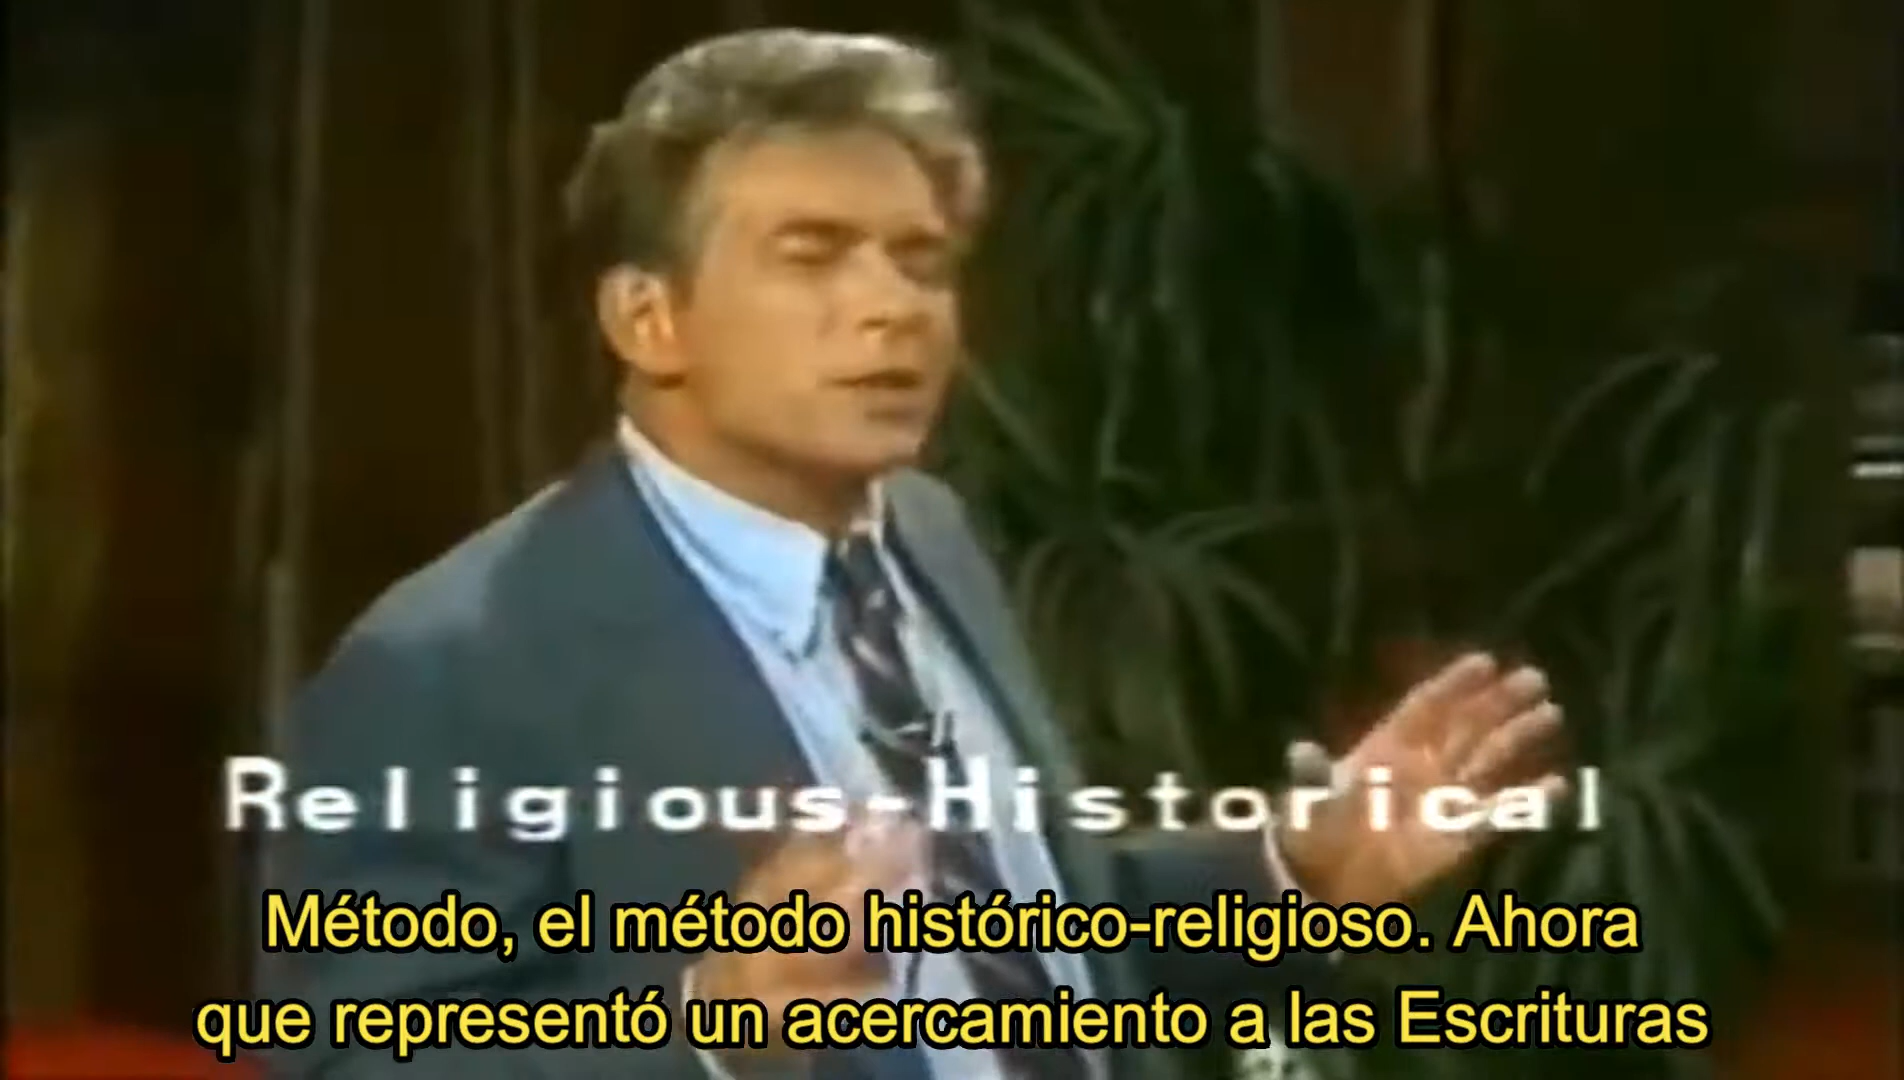 Religious-Historical
Método, el método histórico-religioso. Ahora
que representó un acercamiento a las Escrituras